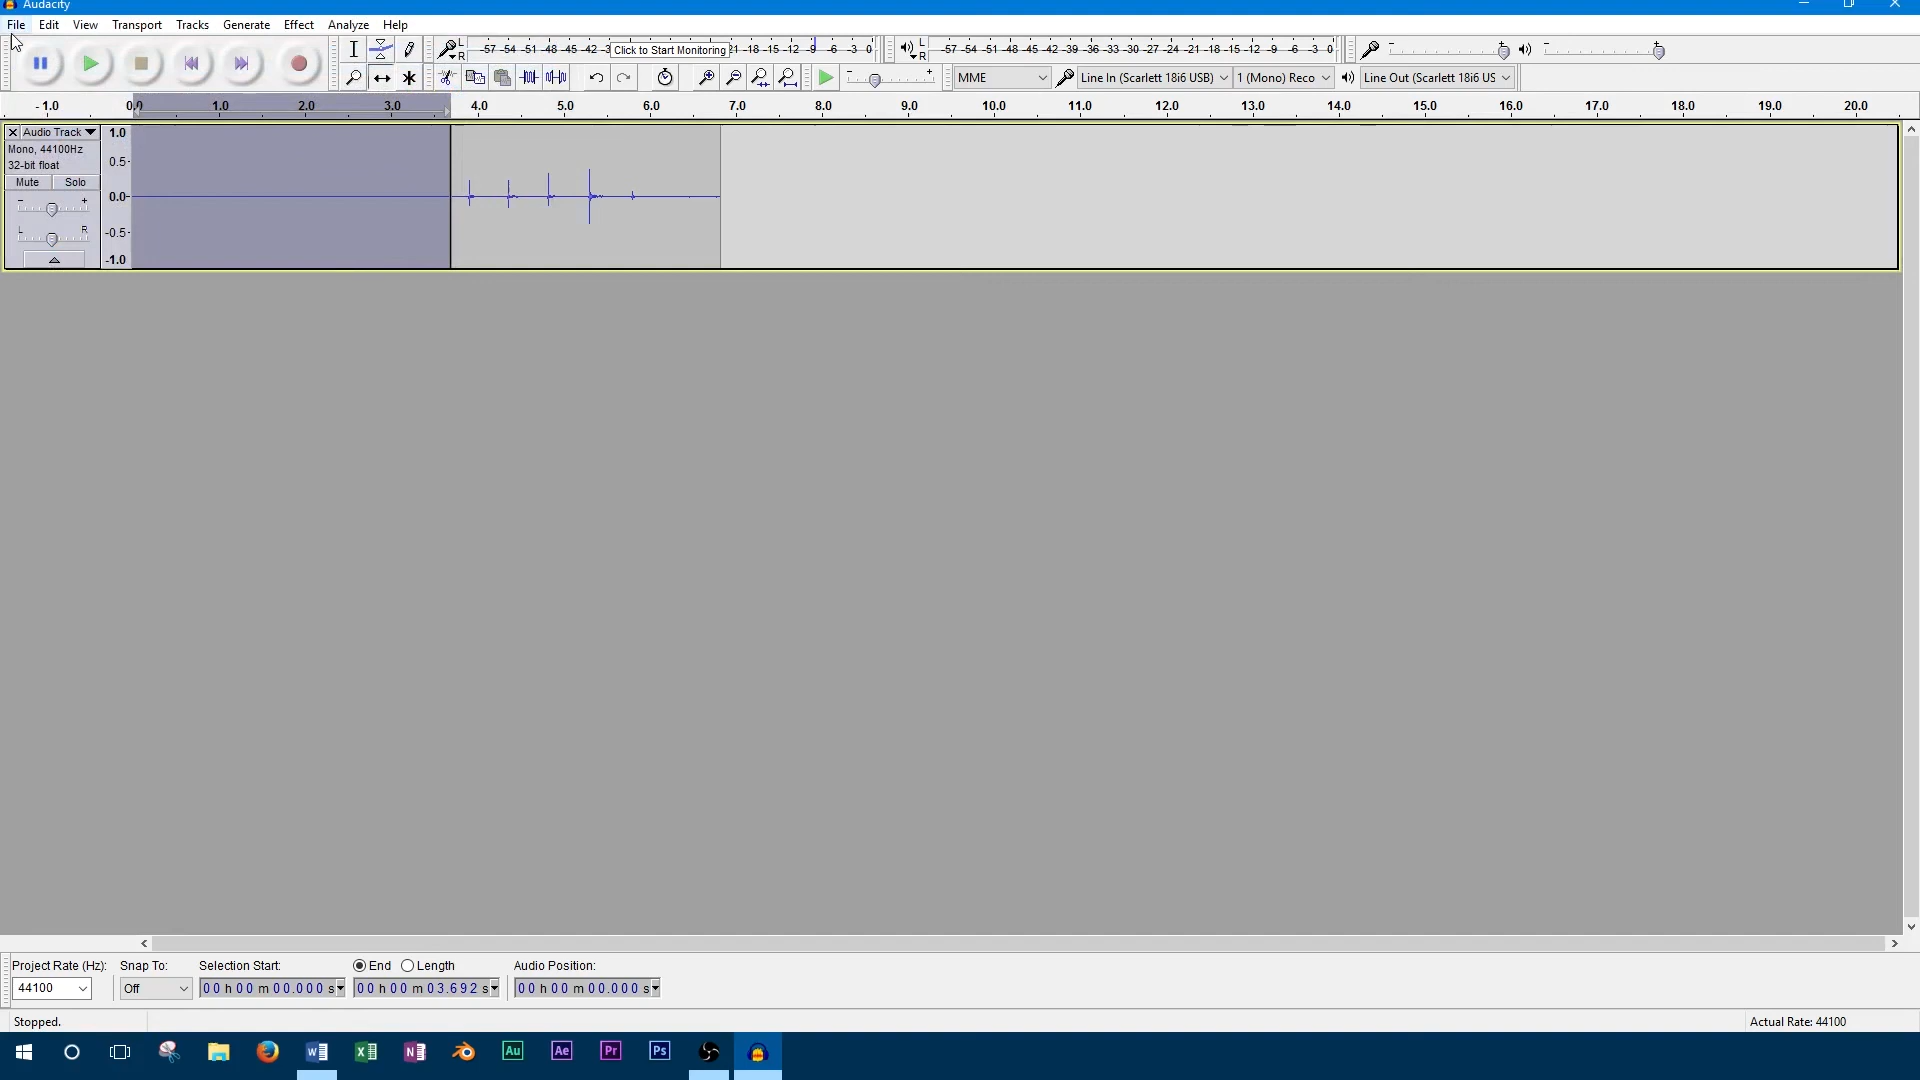 Audacity
File Edit View Transport Tracks Generate Effect Analyze Help
L
R
-57 -54 -51 -48 -45 -42 -3 Click to Start Monitoring 21 -18 -15 -12 -9 -6 -3 0
L
R
-57 -54 -51 -48 -45 -42 -39 -36 -33 -30 -27 -24 -21 -18 -15 -12 -9 -6 -3 0
MME Line In (Scarlett 18i6 USB) 1 (Mono) Reco Line Out (Scarlett 18i6 US
- 1.0 0.0 1.0 2.0 3.0 4.0 5.0 6.0 7.0 8.0 9.0 10.0 11.0 12.0 13.0 14.0 15.0 16.0 17.0 18.0 19.0 20.0
Audio Track
Mono, 44100Hz
32-bit float
Mute Solo
- +
L R
1.0
0.5
0.0
-0.5
-1.0
Project Rate (Hz): Snap To: Selection Start: End Length Audio Position:
44100 Off 00 h 00 m 00.000 s 00 h 00 m 03.692 s 00 h 00 m 00.000 s
Stopped. Actual Rate: 44100
Au Ae Pr Ps